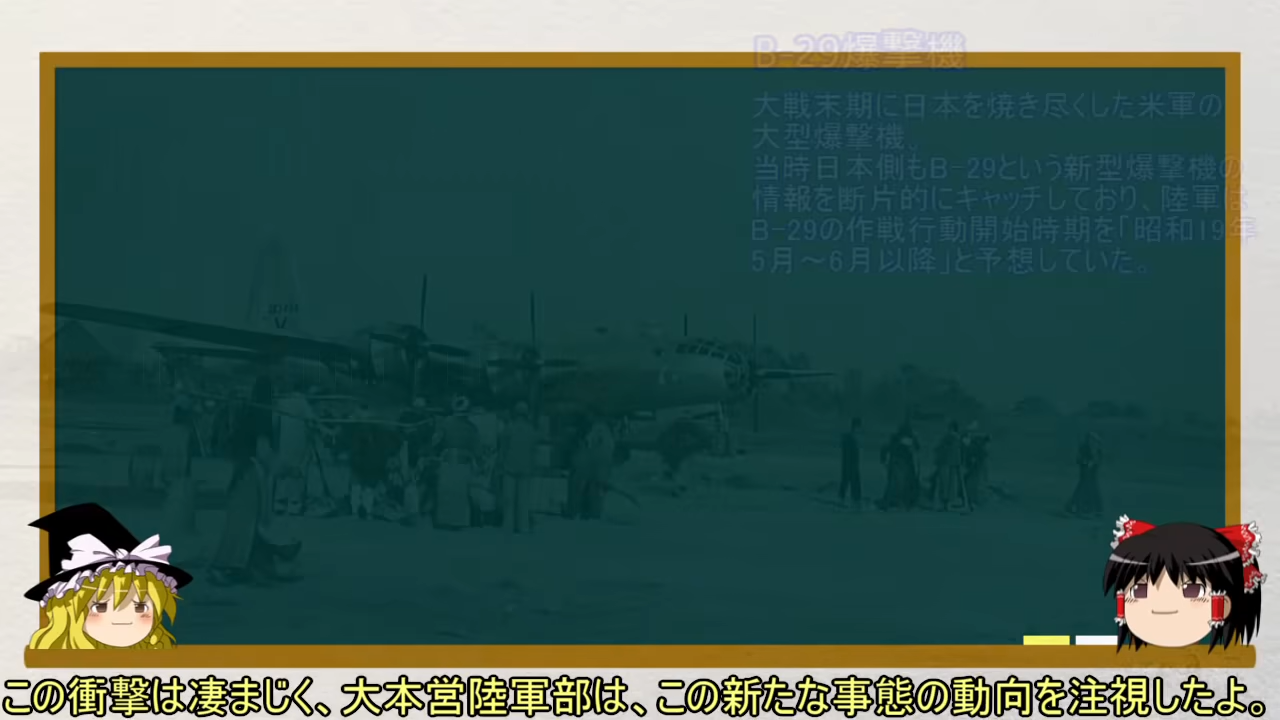 B-29爆撃機
大戦末期に日本を焼き尽くした米軍の
大型爆撃機。
当時日本側もB-29という新型爆撃機の
情報を断片的にキャッチしており、陸軍は
B-29の作戦行動開始時期を「昭和19年
5月～6月以降」と予想していた。
この衝撃は凄まじく、大本営陸軍部は、この新たな事態の動向を注視したよ。